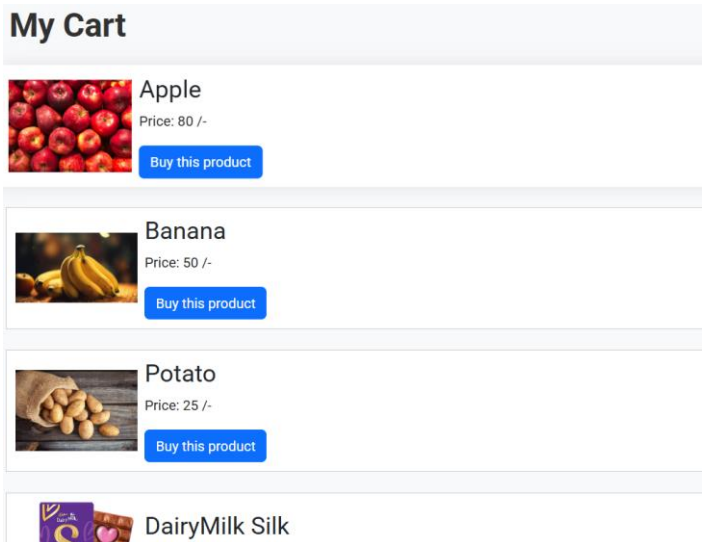 My Cart
Apple
Price: 80 /-
Buy this product
Banana
Price: 50 /-
Buy this product
Potato
Price: 25 /-
Buy this product
DairyMilk Silk